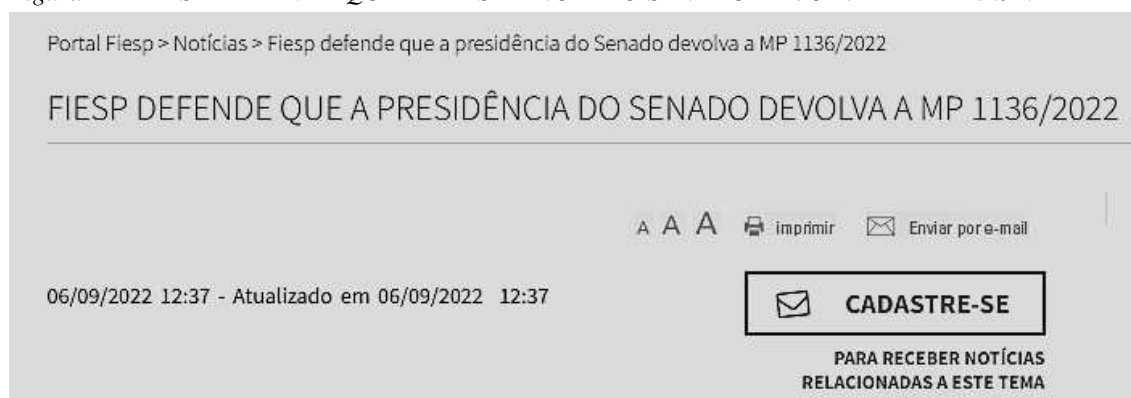 Portal Fiesp > Notícias > Fiesp defende que a presidência do Senado devolva a MP 1136/2022
FIESP DEFENDE QUE A PRESIDÊNCIA DO SENADO DEVOLVA A MP 1136/2022
A A A imprimir Enviar por e-mail
06/09/2022 12:37 - Atualizado em 06/09/2022 12:37
CADASTRE-SE
PARA RECEBER NOTÍCIAS
RELACIONADAS A ESTE TEMA